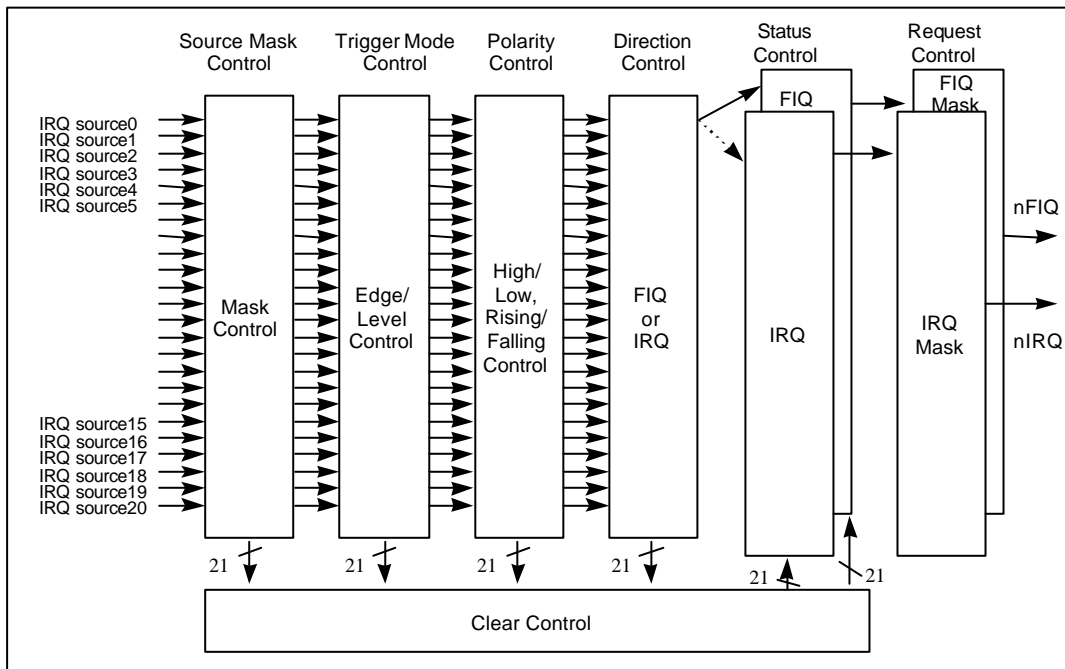 Source Mask
Control
Trigger Mode
Control
Polarity
Control
Direction
Control
Status
Control
Request
Control
IRQ source0
IRQ source1
IRQ source2
IRQ source3
IRQ source4
IRQ source5
IRQ source15
IRQ source16
IRQ source17
IRQ source18
IRQ source19
IRQ source20
Mask
Control
Edge/
Level
Control
High/
Low,
Rising/
Falling
Control
FIQ
or
IRQ
FIQ
IRQ
FIQ
Mask
IRQ
Mask
nFIQ
nIRQ
21
21
21
21
21
21
Clear Control